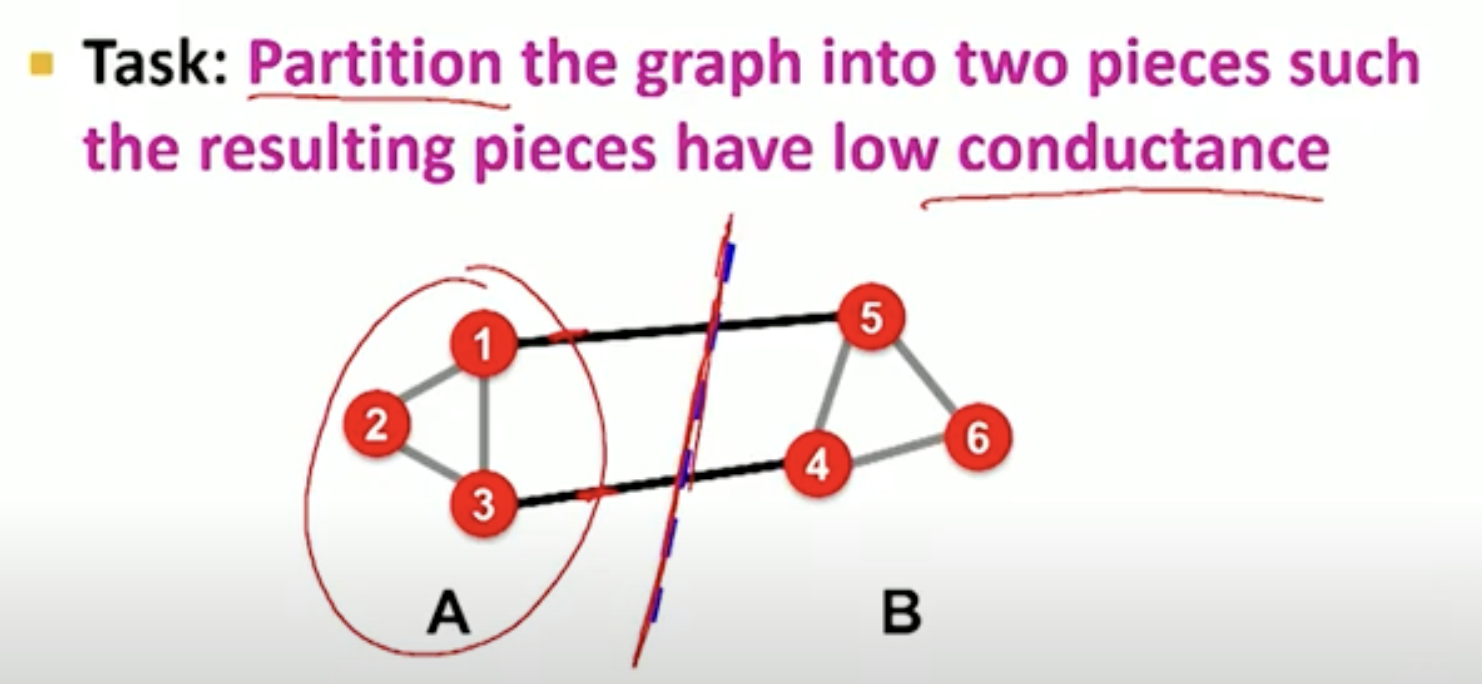 Task: Partition the graph into two pieces such
the resulting pieces have low conductance
1
5
2
6
4
3
A
B